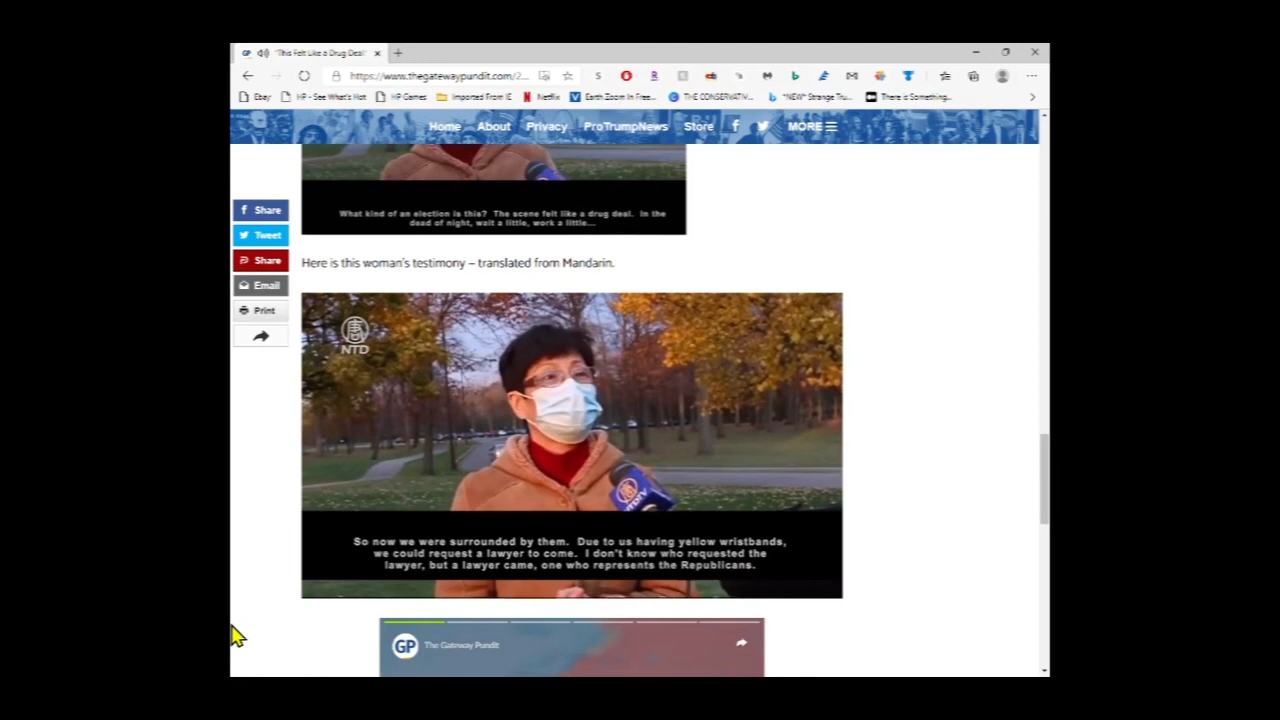 "This Felt Like a Drug Deal"
https://www.thegatewaypundit.com/2...
Ebay
HP - See What's Hot
HP Games
Imported From IE
Netflix
Earth Zoom In Free...
THE CONSERVATIV...
*NEW* Strange Tru...
There is Something...
Home About Privacy ProTrumpNews Store MORE
What kind of an election is this? The scene felt like a drug deal. In the
dead of night, wait a little, work a little...
Share
Tweet
Share
Email
Print
Here is this woman's testimony – translated from Mandarin.
NTD
NTDTV
So now we were surrounded by them. Due to us having yellow wristbands,
we could request a lawyer to come. I don't know who requested the
lawyer, but a lawyer came, one who represents the Republicans.
GP
The Gateway Pundit